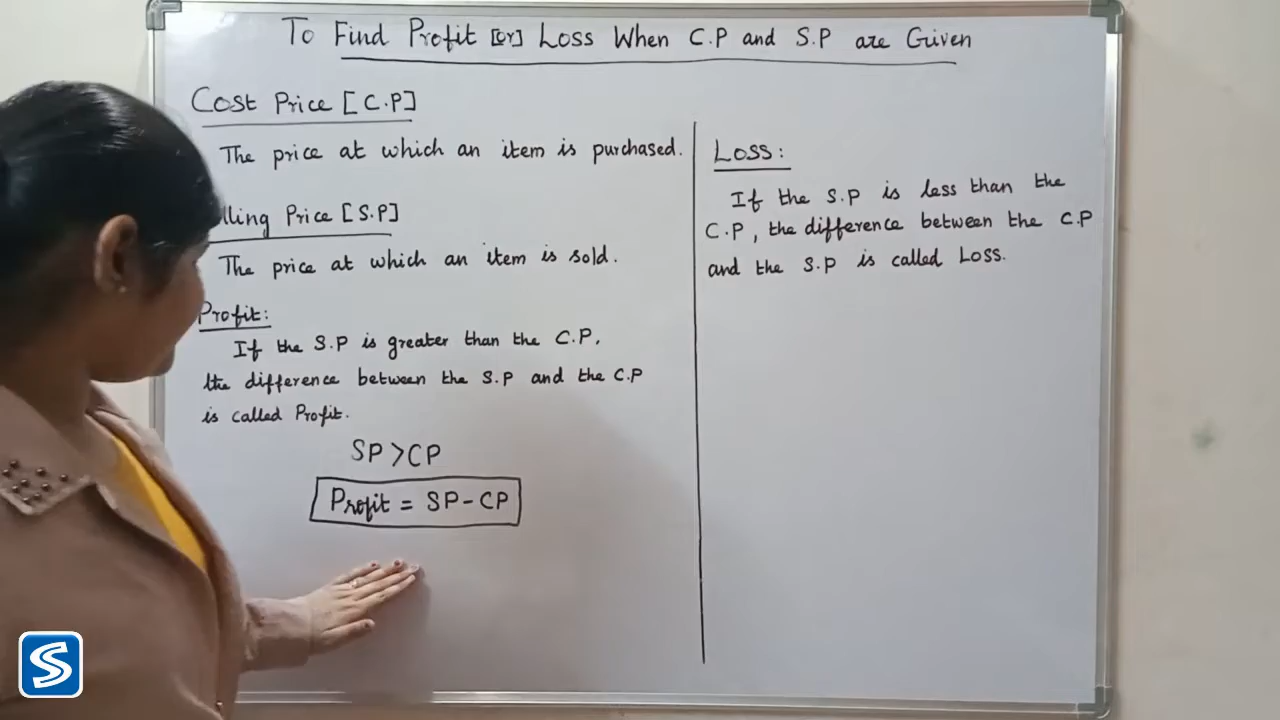 To Find Profit [or] Loss When C.P and S.P are Given
Cost Price [C.P]
The price at which an item is purchased.
lling Price [S.P]
The price at which an item is sold.
Profit:
If the S.P is greater than the C.P,
the difference between the S.P and the C.P
is called Profit.
SP > CP
Profit = SP - CP
Loss:
If the S.P is less than the
C.P, the difference between the C.P
and the S.P is called Loss.
S